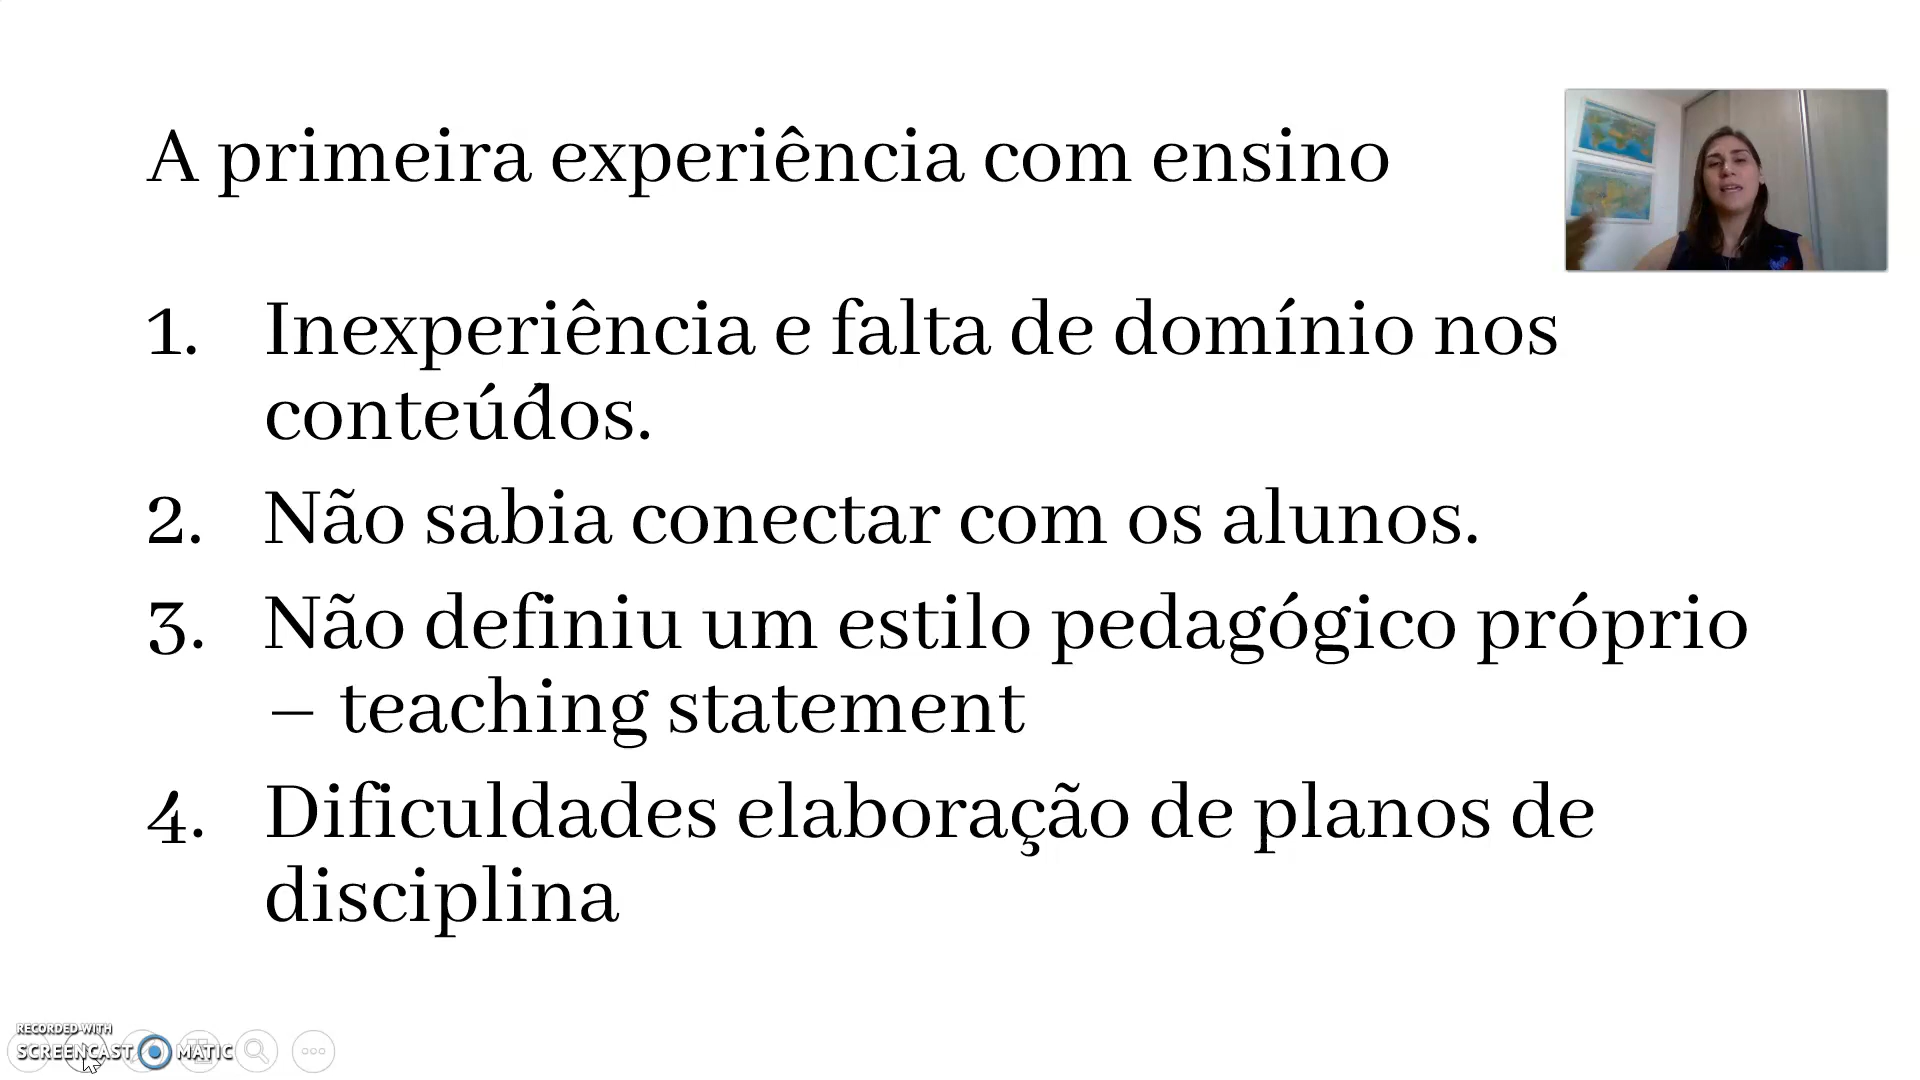 A primeira experiência com ensino
1. Inexperiência e falta de domínio nos
conteúdos.
2. Não sabia conectar com os alunos.
3. Não definiu um estilo pedagógico próprio
– teaching statement
4. Dificuldades elaboração de planos de
disciplina
RECORDED WITH
SCREENCAST MATIC